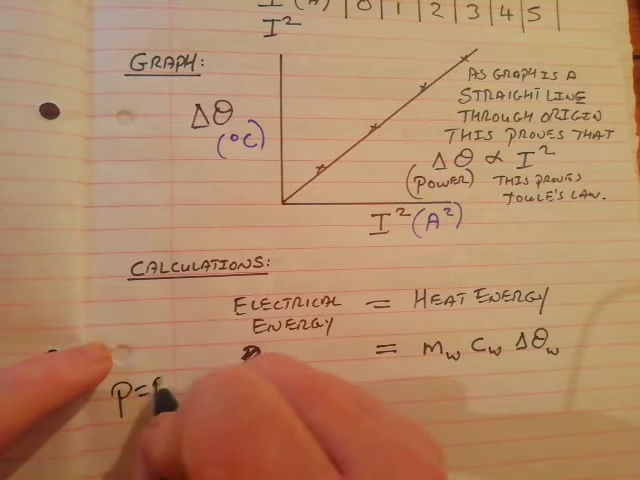 I (A) | 0 | 1 | 2 | 3 | 4 | 5 |
I²
GRAPH:
Δθ
(°C)
AS GRAPH IS A
STRAIGHT LINE
THROUGH ORIGIN
THIS PROVES THAT
Δθ ∝ I²
(POWER) THIS PROVES
JOULE'S LAW.
I² (A²)
CALCULATIONS:
ELECTRICAL = HEAT ENERGY
ENERGY
= m_w c_w Δθ_w
P=